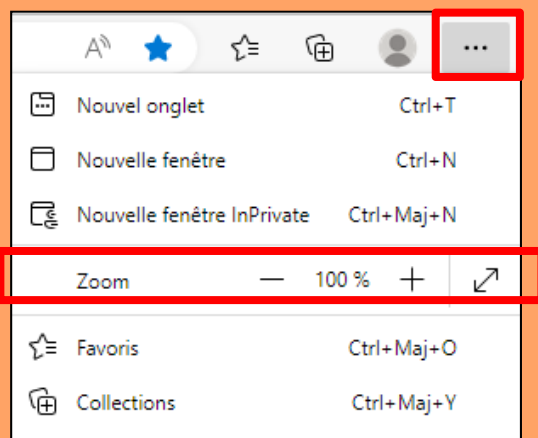 A
Nouvel onglet Ctrl+T
Nouvelle fenêtre Ctrl+N
Nouvelle fenêtre InPrivate Ctrl+Maj+N
Zoom — 100 % +
Favoris Ctrl+Maj+O
Collections Ctrl+Maj+Y